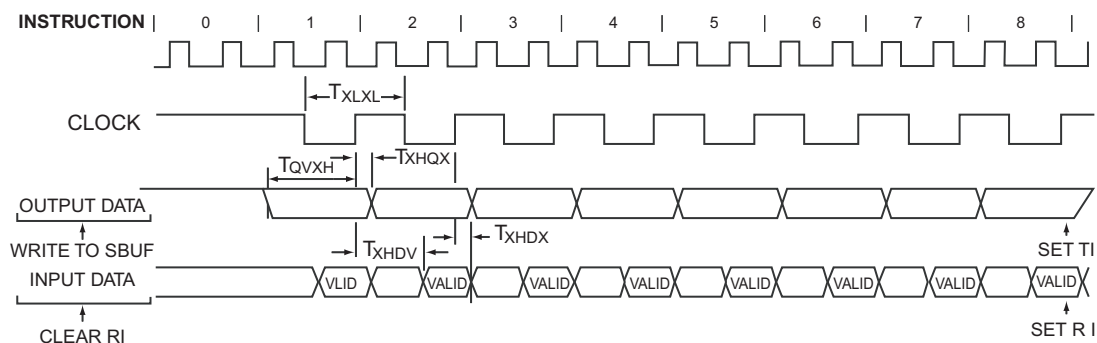 INSTRUCTION 0 1 2 3 4 5 6 7 8
TXLXL
CLOCK
TQVXH TXHQX
OUTPUT DATA
WRITE TO SBUF
TXHDV TXHDX
SET TI
INPUT DATA
VLID VALID VALID VALID VALID VALID VALID VALID
CLEAR RI
SET R I